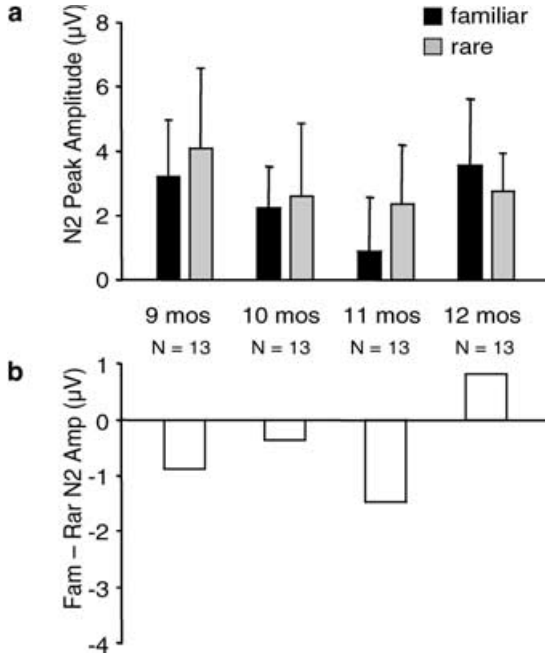 a
N2 Peak Amplitude (µV)
8
6
4
2
0
familiar
rare
9 mos 10 mos 11 mos 12 mos
N = 13 N = 13 N = 13 N = 13
b
Fam – Rar N2 Amp (µV)
1
0
-1
-2
-3
-4